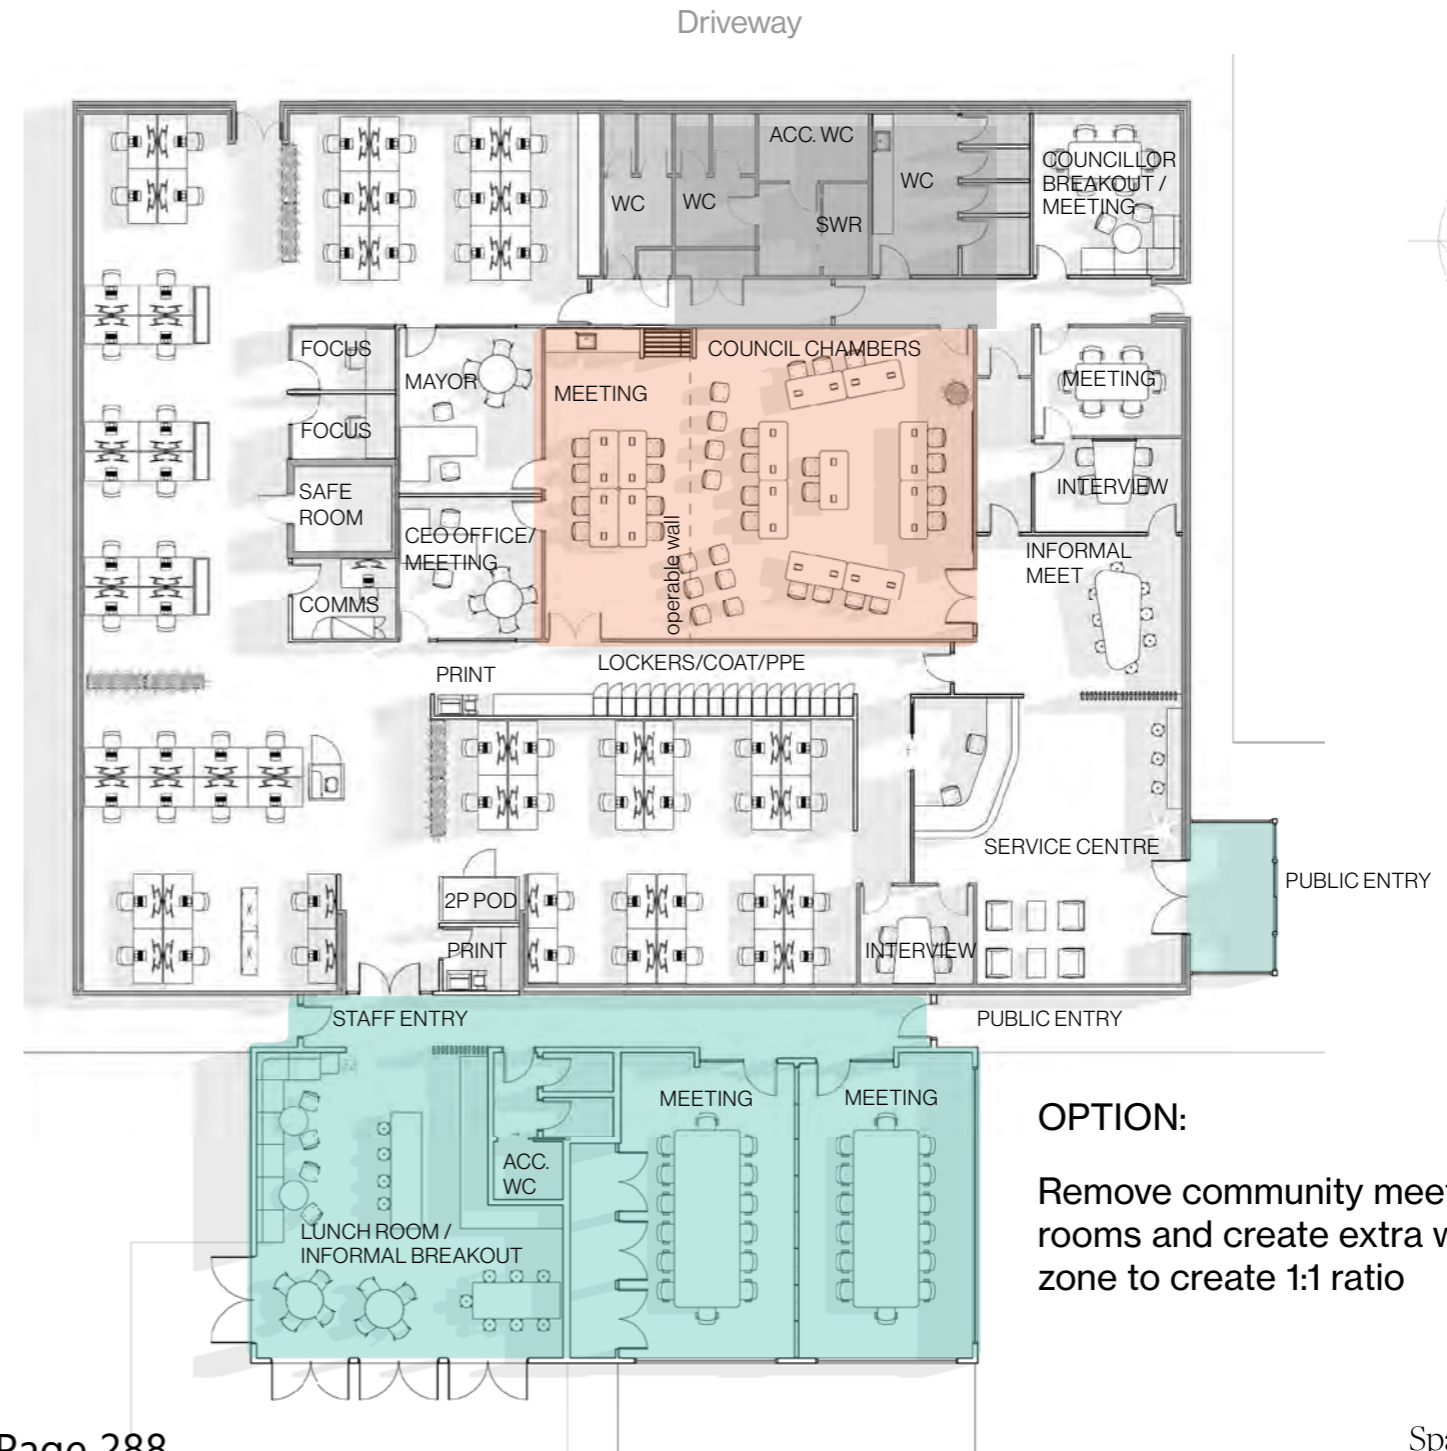 Driveway
ACC. WC
WC
WC
WC
SWR
COUNCILLOR
BREAKOUT /
MEETING
FOCUS
FOCUS
MAYOR
MEETING
COUNCIL CHAMBERS
MEETING
INTERVIEW
SAFE
ROOM
CEO OFFICE/
MEETING
operable wall
INFORMAL
MEET
COMMS
PRINT
LOCKERS/COAT/PPE
SERVICE CENTRE
PUBLIC ENTRY
2P POD
PRINT
INTERVIEW
STAFF ENTRY
PUBLIC ENTRY
MEETING
MEETING
ACC.
WC
LUNCH ROOM /
INFORMAL BREAKOUT
OPTION:
Remove community
rooms and create extra
zone to create 1:1 ratio
Page 288